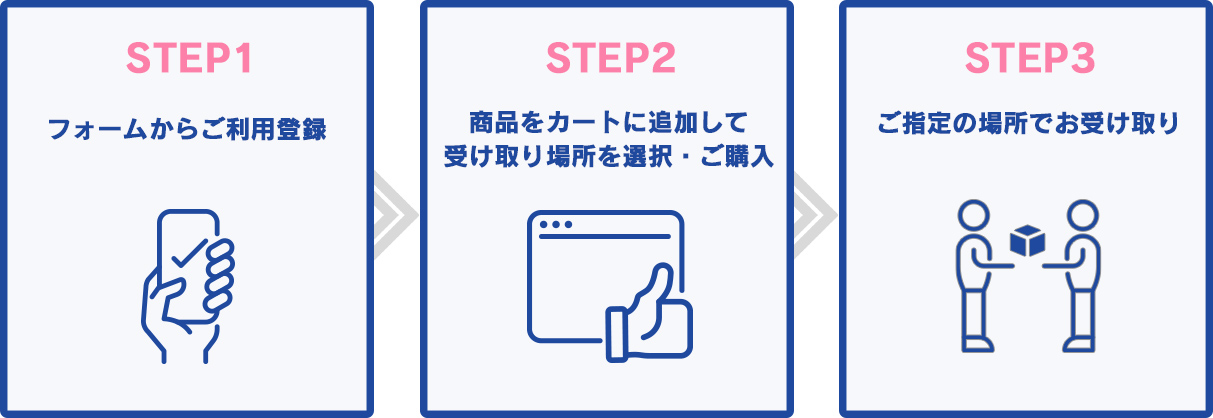 STEP1
フォームからご利用登録
STEP2
商品をカートに追加して
受け取り場所を選択・ご購入
STEP3
ご指定の場所でお受け取り